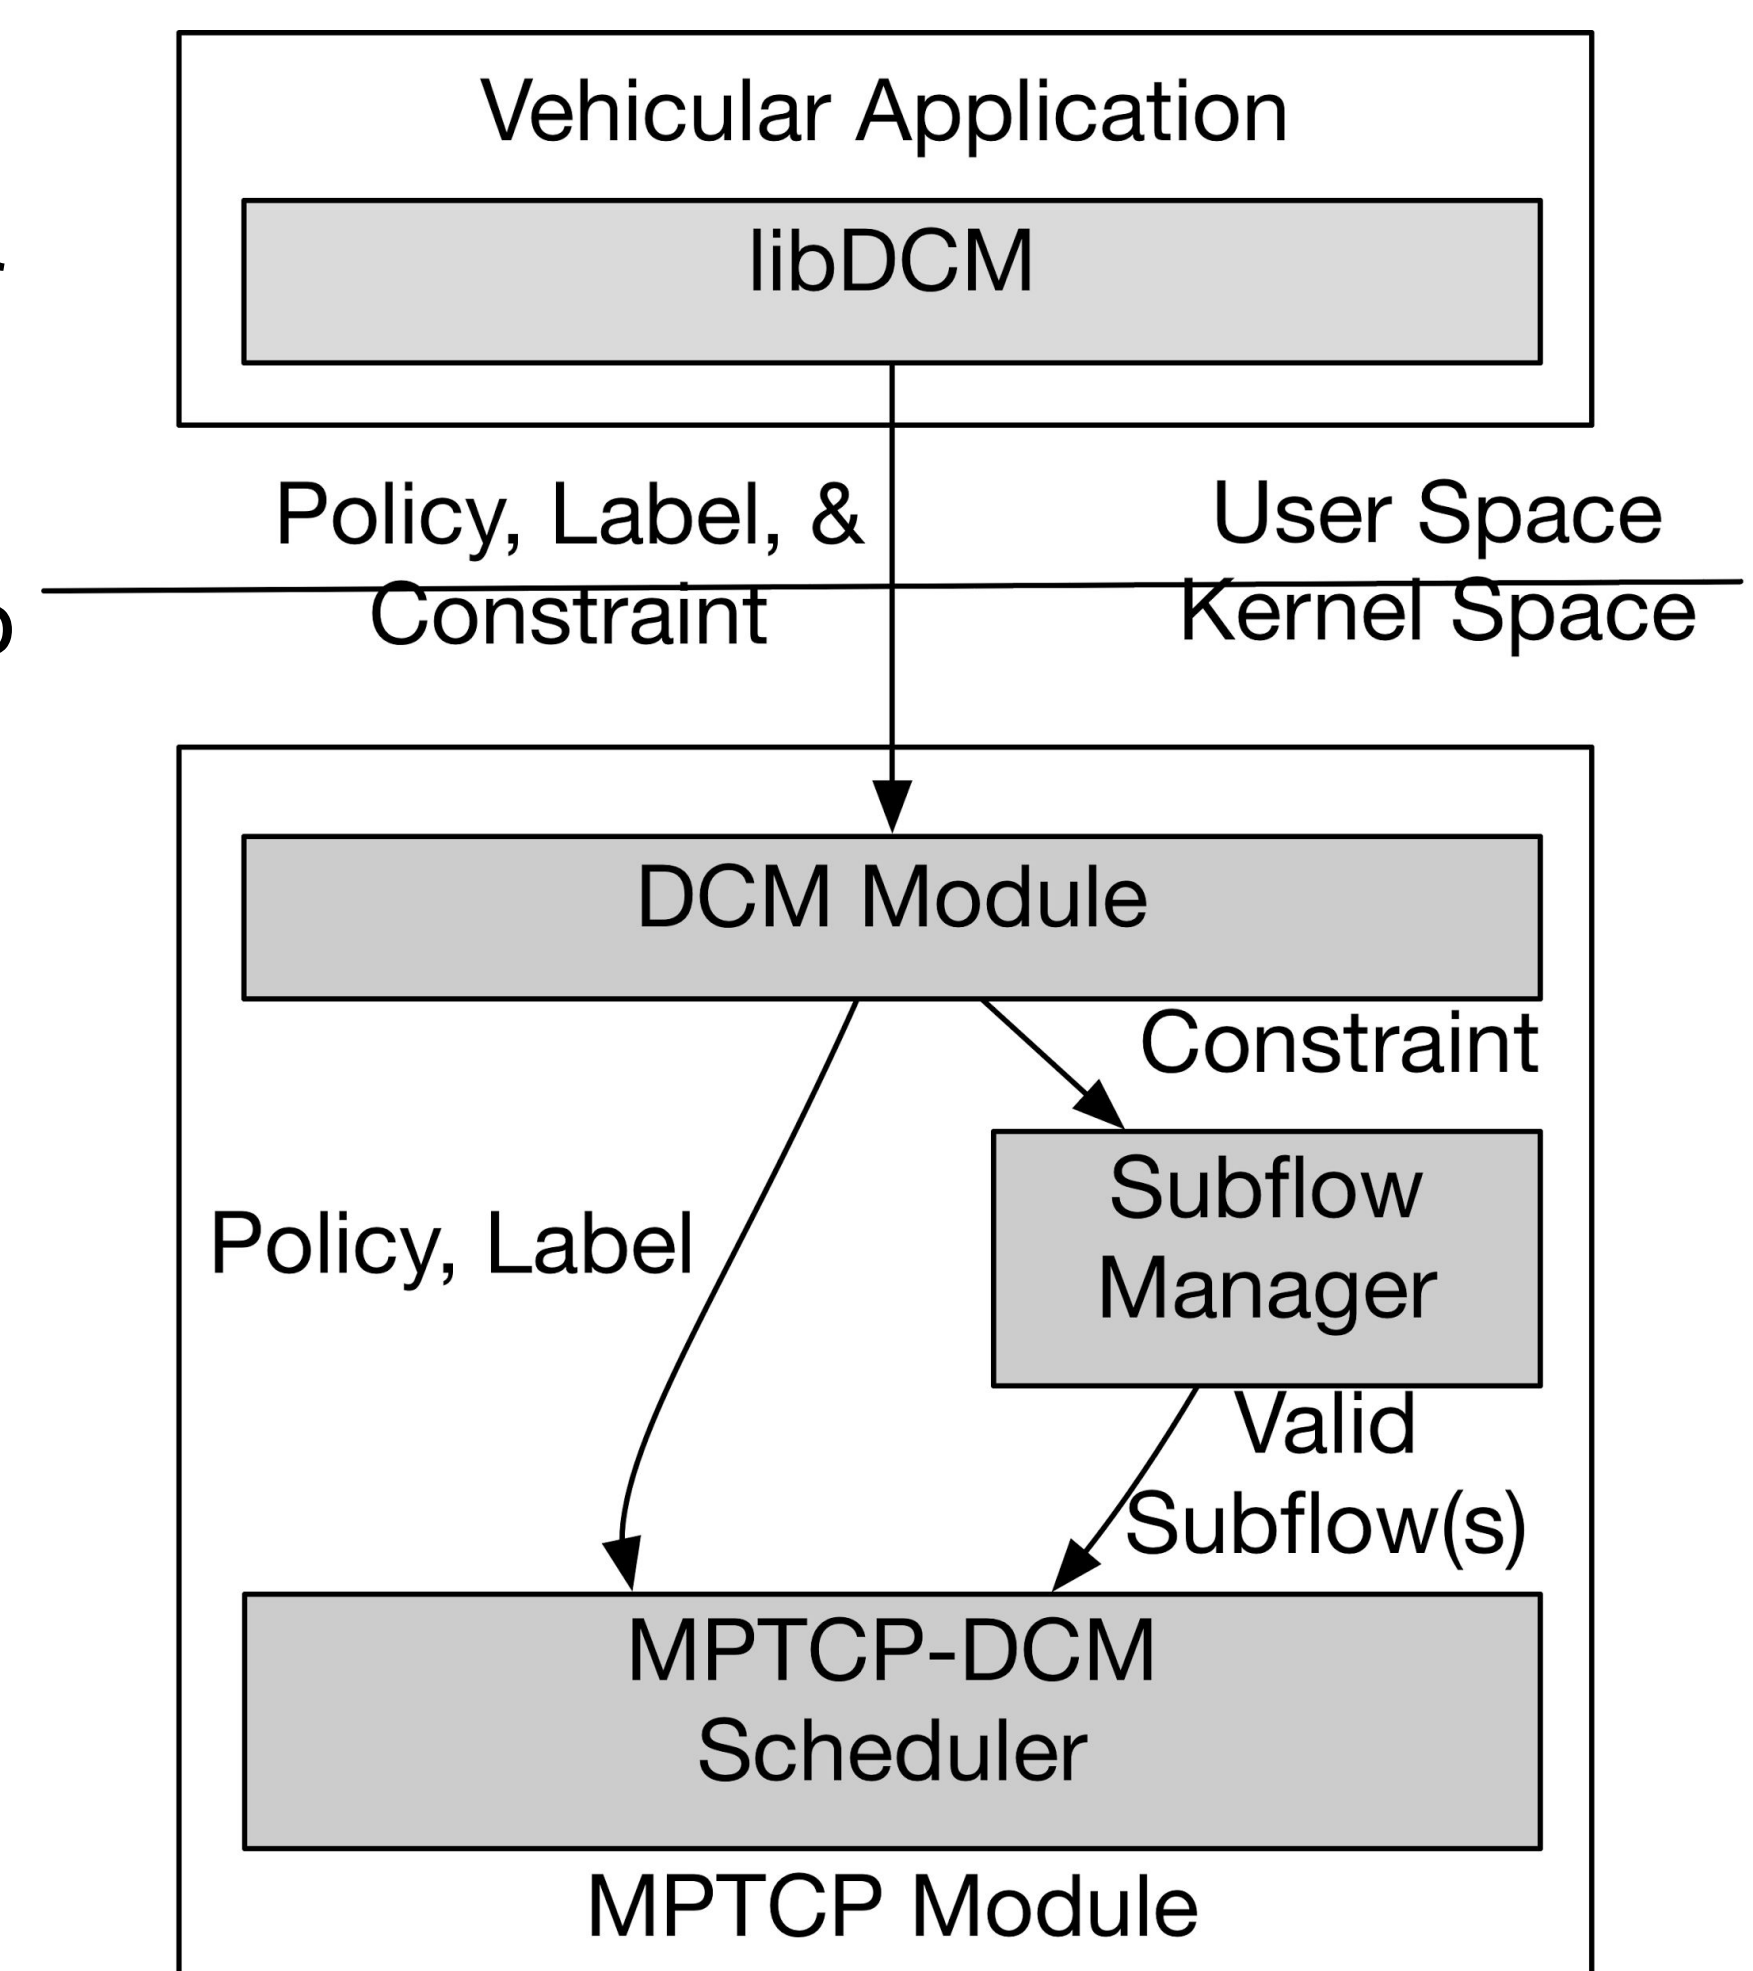 Vehicular Application
libDCM
Policy, Label, &
Constraint
User Space
Kernel Space
DCM Module
Constraint
Policy, Label
Subflow
Manager
Valid
Subflow(s)
MPTCP-DCM
Scheduler
MPTCP Module